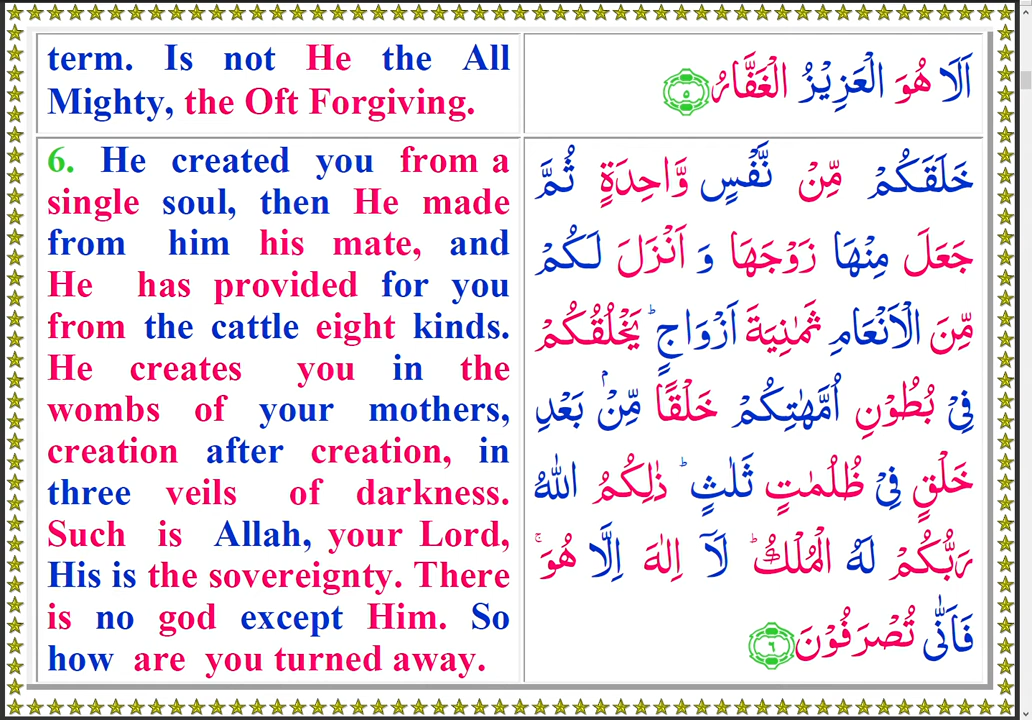 term. Is not He the All
Mighty, the Oft Forgiving.
اَلَا هُوَ الْعَزِيْزُ الْغَفَّارُ ۵
6. He created you from a
single soul, then He made
from him his mate, and
He has provided for you
from the cattle eight kinds.
He creates you in the
wombs of your mothers,
creation after creation, in
three veils of darkness.
Such is Allah, your Lord,
His is the sovereignty. There
is no god except Him. So
how are you turned away.
خَلَقَكُمْ مِّنْ نَّفْسٍ وَّاحِدَةٍ ثُمَّ
جَعَلَ مِنْهَا زَوْجَهَا وَ اَنْزَلَ لَكُمْ
مِّنَ الْاَنْعَامِ ثَمٰنِيَةَ اَزْوَاجٍ ؕ يَخْلُقُكُمْ
فِيْ بُطُوْنِ اُمَّهٰتِكُمْ خَلْقًا مِّنْۢ بَعْدِ
خَلْقٍ فِيْ ظُلُمٰتٍ ثَلٰثٍ ؕ ذٰلِكُمُ اللّٰهُ
رَبُّكُمْ لَهُ الْمُلْكُ ؕ لَاۤ اِلٰهَ اِلَّا هُوَ ۚ
فَاَنّٰى تُصْرَفُوْنَ ۶